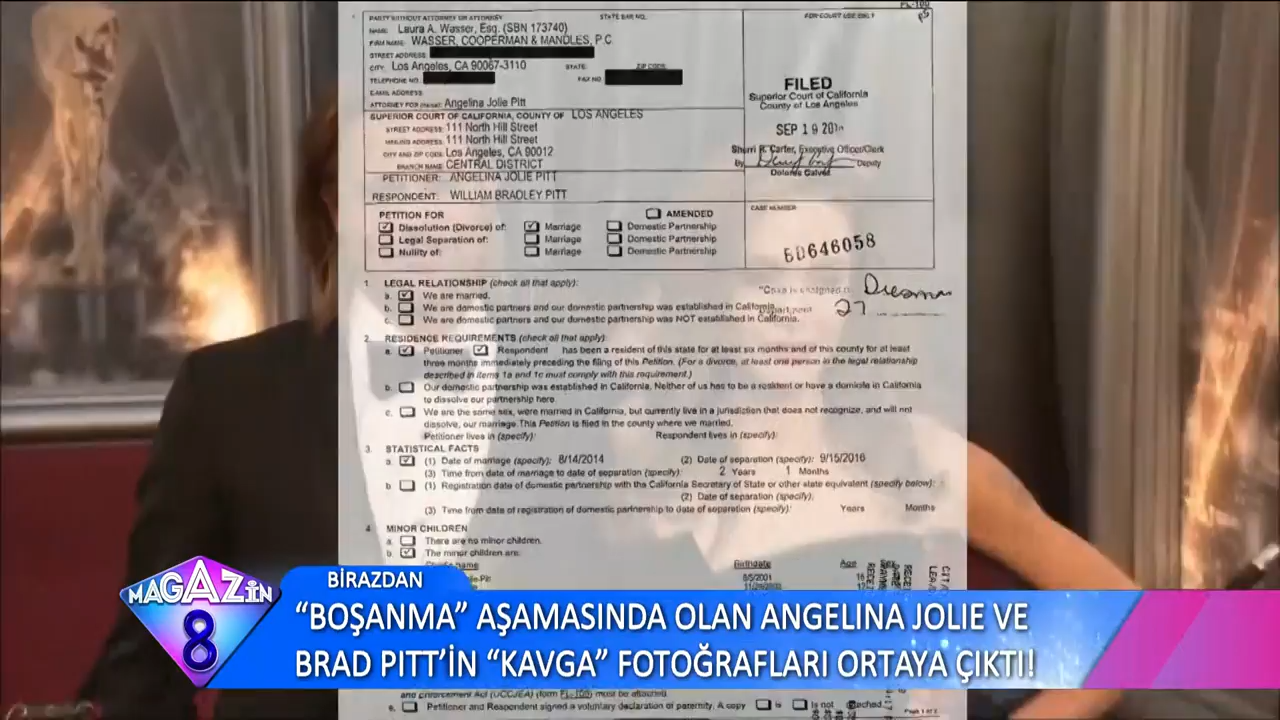 FL-100
PARTY WITHOUT ATTORNEY OR ATTORNEY STATE BAR NO. FOR COURT USE ONLY
NAME: Laura A. Wasser, Esq. (SBN 173740)
FIRM NAME: WASSER, COOPERMAN & MANDLES, P.C.
STREET ADDRESS:
CITY: Los Angeles, CA 90067-3110 STATE: ZIP CODE:
TELEPHONE NO. FAX NO
E-MAIL ADDRESS:
ATTORNEY FOR (name): Angelina Jolie Pitt
SUPERIOR COURT OF CALIFORNIA, COUNTY OF LOS ANGELES
STREET ADDRESS: 111 North Hill Street
MAILING ADDRESS: 111 North Hill Street
CITY AND ZIP CODE: Los Angeles, CA 90012
BRANCH NAME: CENTRAL DISTRICT
PETITIONER: ANGELINA JOLIE PITT
RESPONDENT: WILLIAM BRADLEY PITT
FILED
Superior Court of California
County of Los Angeles
SEP 19
Sherri R. Carter, Executive Officer/Clerk
By Deputy
Dolores Galvez
PETITION FOR AMENDED
Dissolution (Divorce) of: Marriage Domestic Partnership
Legal Separation of: Marriage Domestic Partnership
Nullity of: Marriage Domestic Partnership
CASE NUMBER
BD646058
1. LEGAL RELATIONSHIP (check all that apply):
a. We are married.
b. We are domestic partners and our domestic partnership was established in California.
c. We are domestic partners and our domestic partnership was NOT established in California.
27
2. RESIDENCE REQUIREMENTS (check all that apply):
a. Petitioner Respondent has been a resident of this state for at least six months and of this county for at least
three months immediately preceding the filing of this Petition. (For a divorce, at least one person in the legal relationship
described in items 1a and 1c must comply with this requirement.)
b. Our domestic partnership was established in California. Neither of us has to be a resident or have a domicile in California
to dissolve our partnership here.
c. We are the same sex, were married in California, but currently live in a jurisdiction that does not recognize, and will not
dissolve, our marriage. This Petition is filed in the county where we married.
Petitioner lives in (specify): Respondent lives in (specify):
3. STATISTICAL FACTS
a. (1) Date of marriage (specify): 8/14/2014 (2) Date of separation (specify): 9/15/2016
(3) Time from date of marriage to date of separation (specify): 2 Years 1 Months
b (1) Registration date of domestic partnership with the California Secretary of State or other state equivalent (specify below):
(2) Date of separation (specify):
(3) Time from date of registration of domestic partnership to date of separation (specify): Years Months
4. MINOR CHILDREN
a. There are no minor children.
b The minor children are:
name Birthdate Age
Pitt 8/5/2001
BİRAZDAN
MAGAZİN
8
"BOŞANMA" AŞAMASINDA OLAN ANGELINA JOLIE VE
BRAD PITT'İN "KAVGA" FOTOĞRAFLARI ORTAYA ÇIKTI!
and Enforcement Act (UCCJEA) (form FL-105) must be attached.
e. Petitioner and Respondent signed a voluntary declaration of paternity. A copy is is not attached